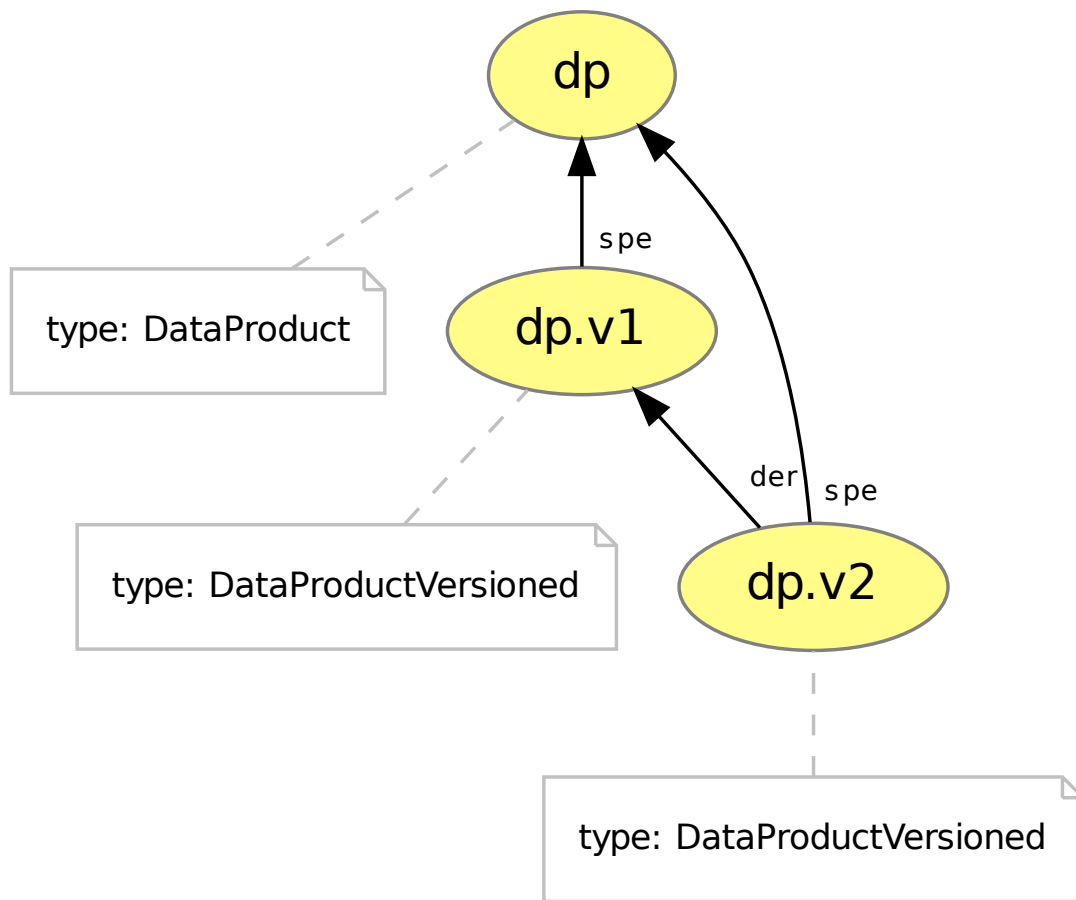 dp
spe
type: DataProduct
dp.v1
der
spe
type: DataProductVersioned
dp.v2
type: DataProductVersioned